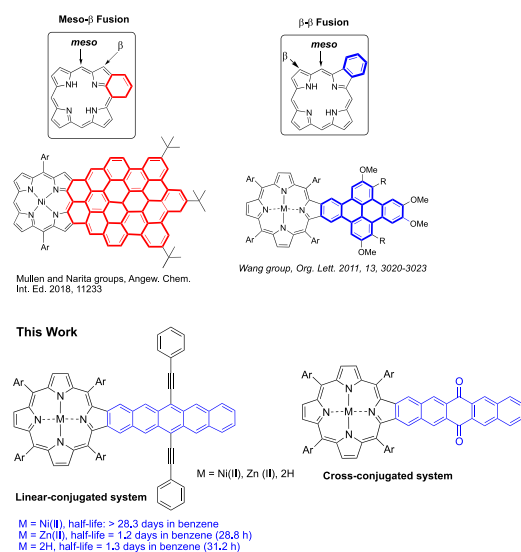 Meso-β Fusion
β-β Fusion
meso
β
N
NH
N
HN
β
meso
NH
N
N
HN
Ar
N
N
Ni
N
N
Ar
Ar
Ar
N
N
M
N
N
Ar
Ar
OMe
R
OMe
OMe
R
OMe
Mullen and Narita groups, Angew. Chem.
Int. Ed. 2018, 11233
Wang group, Org. Lett. 2011, 13, 3020-3023
This Work
Ar
Ar
N
N
M
N
N
Ar
Ar
M = Ni(II), Zn (II), 2H
Linear-conjugated system
Ar
Ar
N
N
M
N
N
Ar
Ar
O
O
Cross-conjugated system
M = Ni(II), half-life: > 28.3 days in benzene
M = Zn(II), half-life = 1.2 days in benzene (28.8 h)
M = 2H, half-life = 1.3 days in benzene (31.2 h)